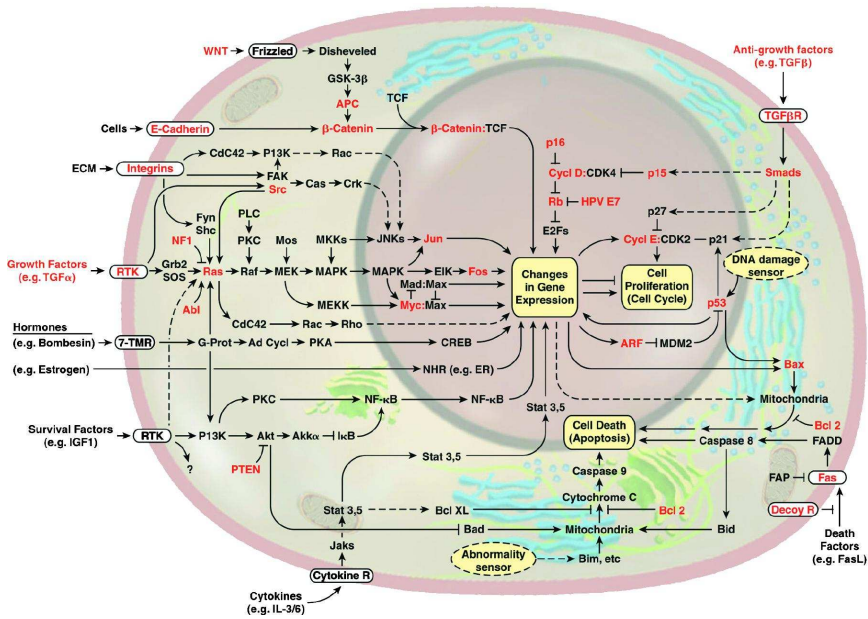 WNT
Frizzled
Disheveled
GSK-3β
APC
TCF
Cells
E-Cadherin
β-Catenin
β-Catenin:TCF
Anti-growth factors
(e.g. TGFβ)
TGFβR
ECM
Integrins
CdC42
P13K
Rac
FAK
Src
Cas
Crk
p16
Cycl D:CDK4
p15
Smads
Rb
HPV E7
E2Fs
p27
Cycl E:CDK2
p21
Fyn
Shc
PLC
NF1
PKC
Mos
MKKs
JNKs
Jun
Growth Factors
(e.g. TGFα)
RTK
Grb2
SOS
Ras
Raf
MEK
MAPK
MAPK
ElK
Fos
Mad:Max
MEKK
Myc:Max
Abl
CdC42
Rac
Rho
Changes
in Gene
Expression
Cell
Proliferation
(Cell Cycle)
DNA damage
sensor
p53
Hormones
(e.g. Bombesin)
7-TMR
G-Prot
Ad Cycl
PKA
CREB
ARF
MDM2
(e.g. Estrogen)
NHR (e.g. ER)
Bax
PKC
NF-κB
NF-κB
Mitochondria
Stat 3,5
Survival Factors
(e.g. IGF1)
RTK
P13K
Akt
Akkα
IκB
Cell Death
(Apoptosis)
Bcl 2
Caspase 8
FADD
PTEN
?
Stat 3,5
Caspase 9
FAP
Fas
Cytochrome C
Stat 3,5
Bcl XL
Bcl 2
Decoy R
Bad
Mitochondria
Bid
Death
Factors
(e.g. FasL)
Jaks
Abnormality
sensor
Bim, etc
Cytokine R
Cytokines
(e.g. IL-3/6)